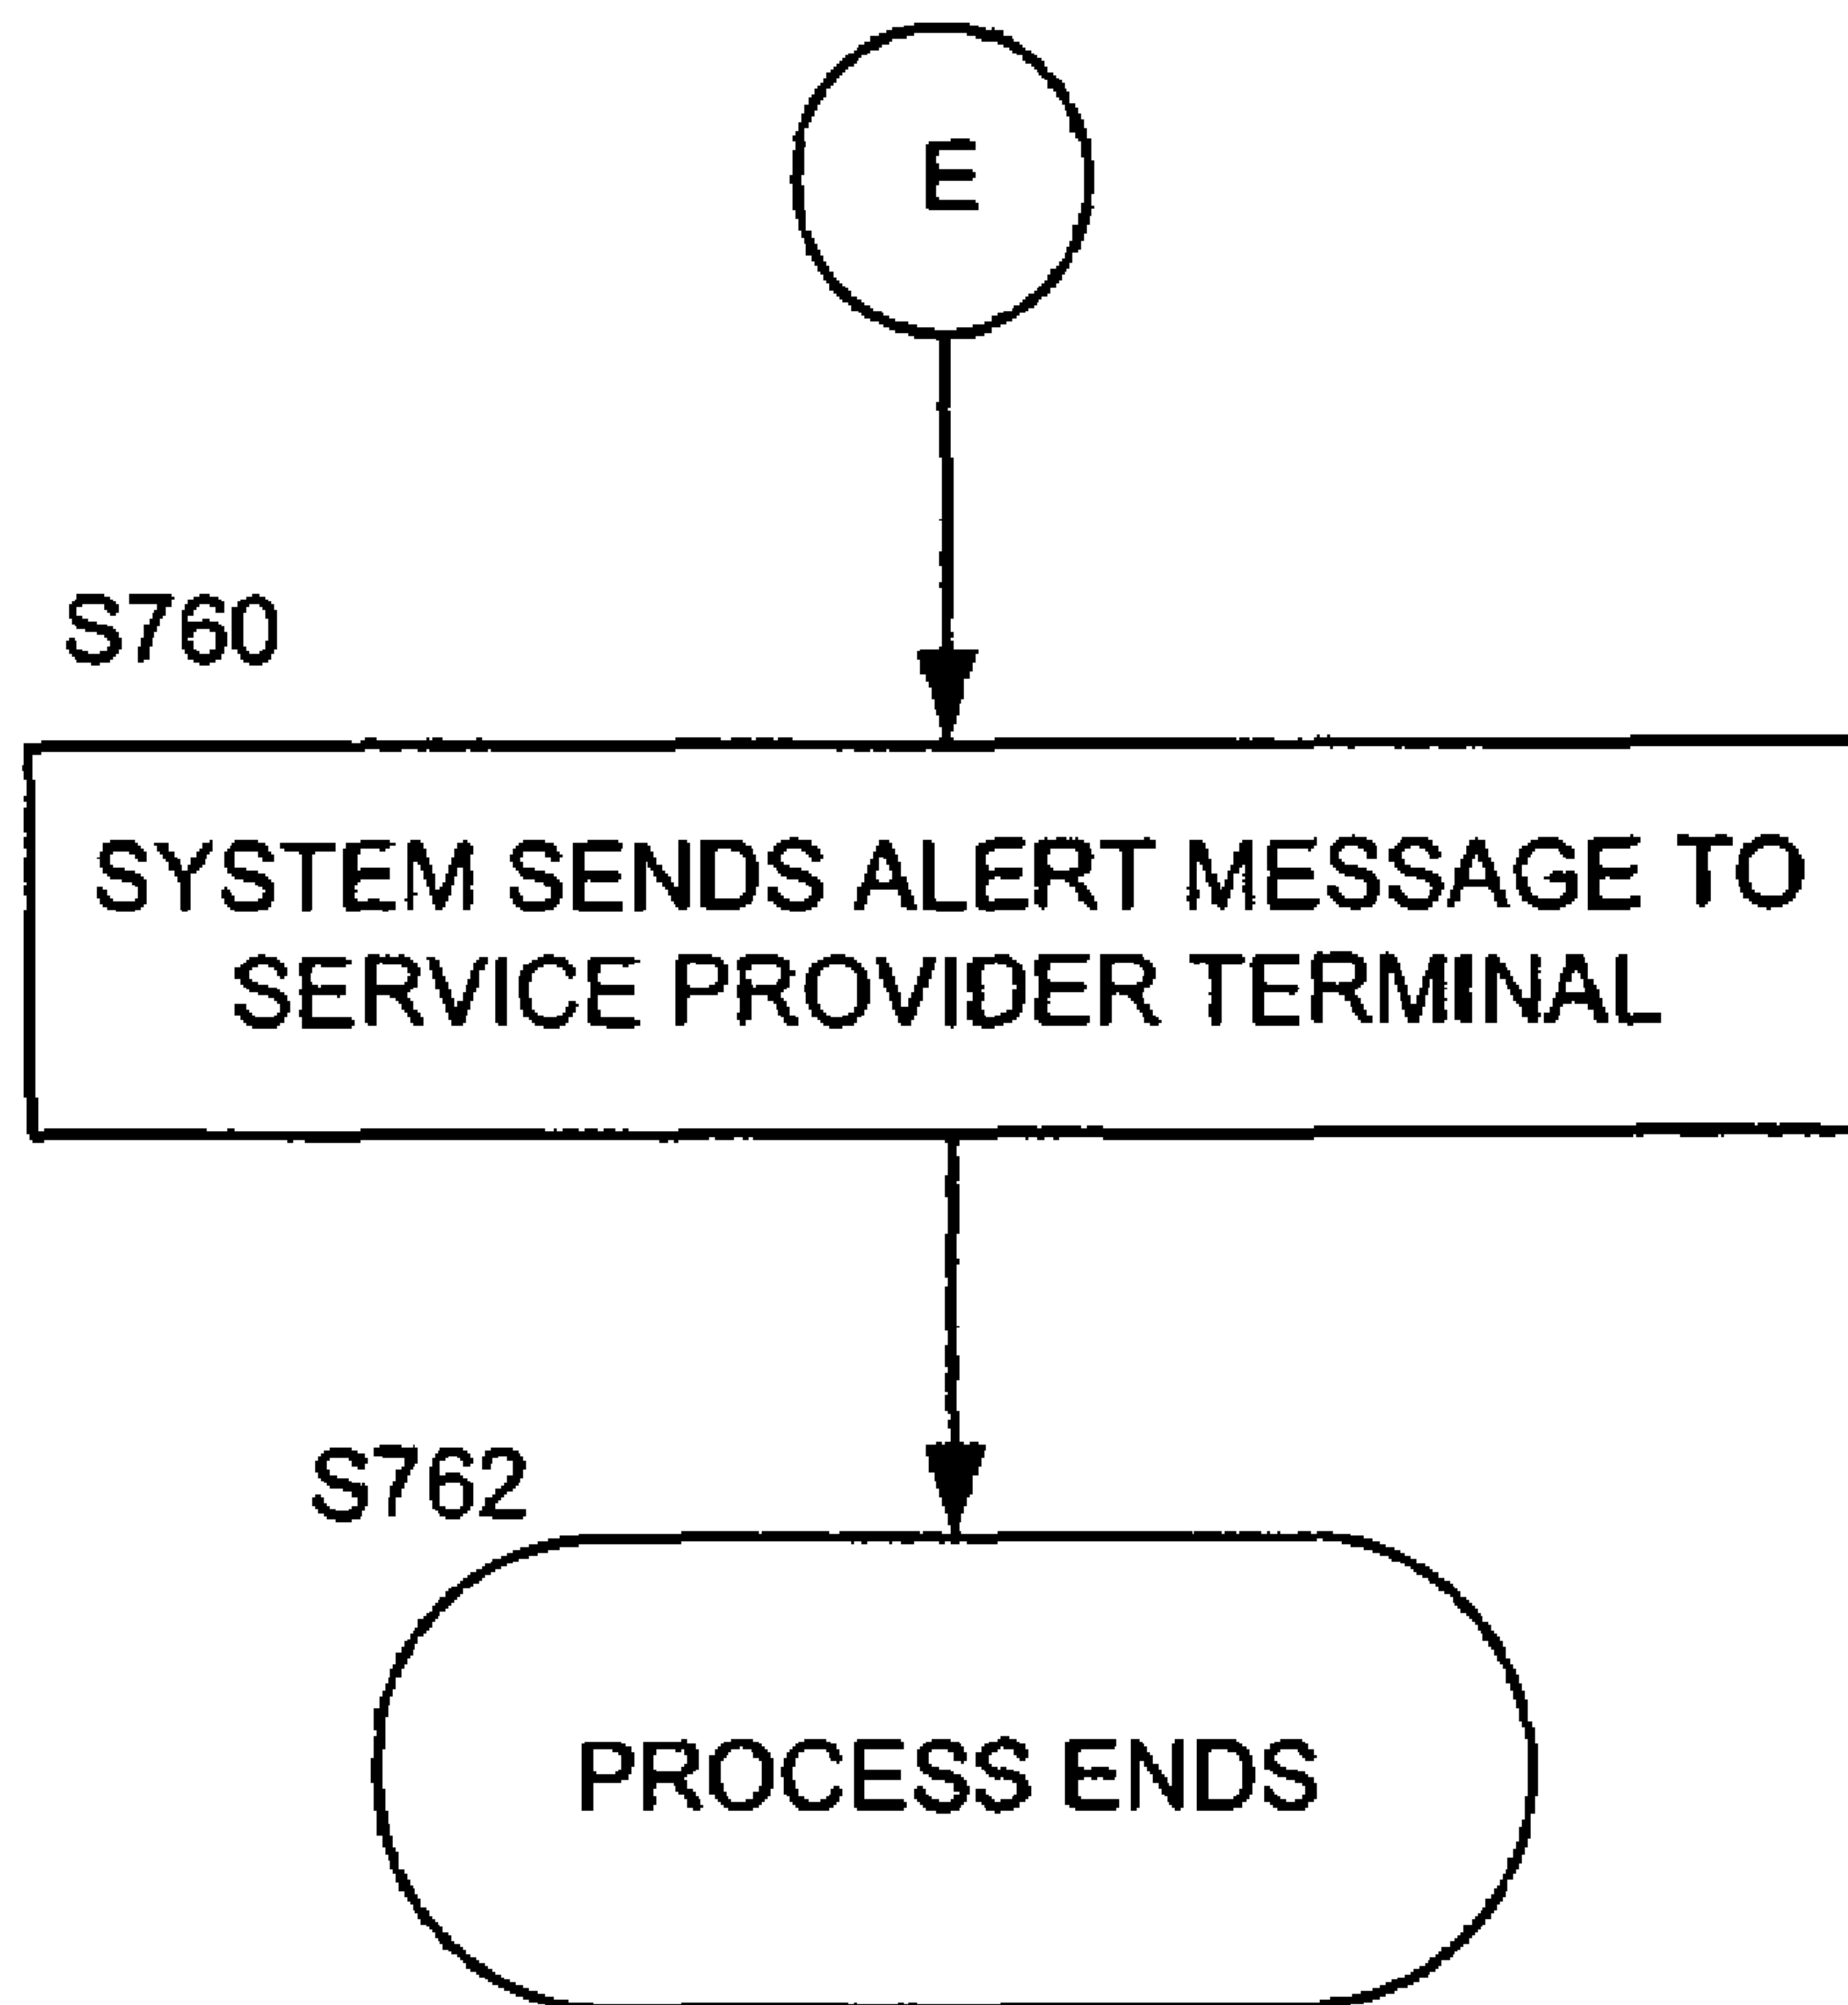 E
S760
SYSTEM SENDS ALERT MESSAGE TO
SERVICE PROVIDER TERMINAL
S762
PROCESS ENDS